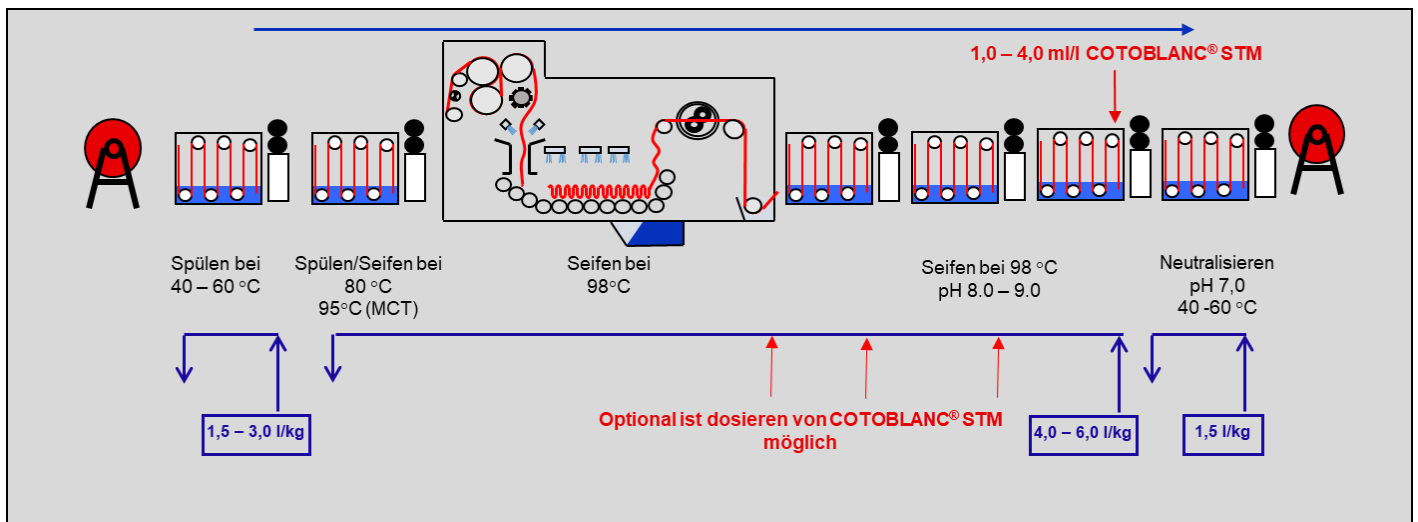 1,0 – 4,0 ml/l COTOBLANC® STM
Spülen bei
40 – 60 °C
Spülen/Seifen bei
80 °C
95°C (MCT)
Seifen bei
98°C
Seifen bei 98 °C
pH 8.0 – 9.0
Neutralisieren
pH 7,0
40 -60 °C
1,5 – 3,0 l/kg
Optional ist dosieren von COTOBLANC® STM
möglich
4,0 – 6,0 l/kg
1,5 l/kg